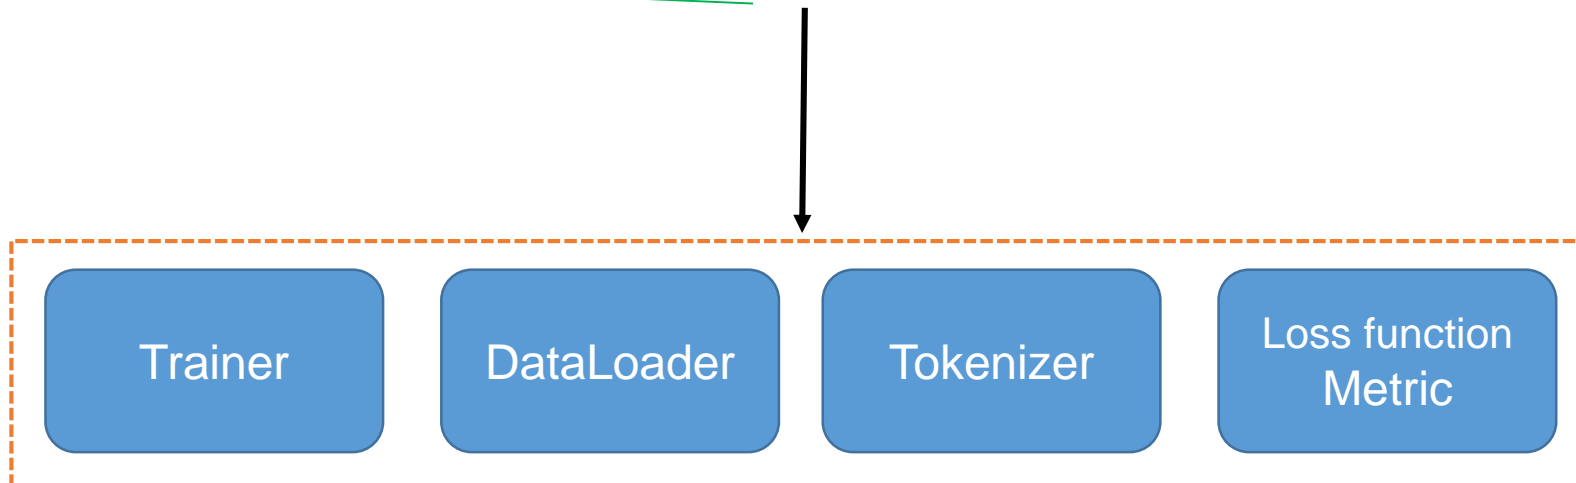 Trainer
DataLoader
Tokenizer
Loss function
Metric